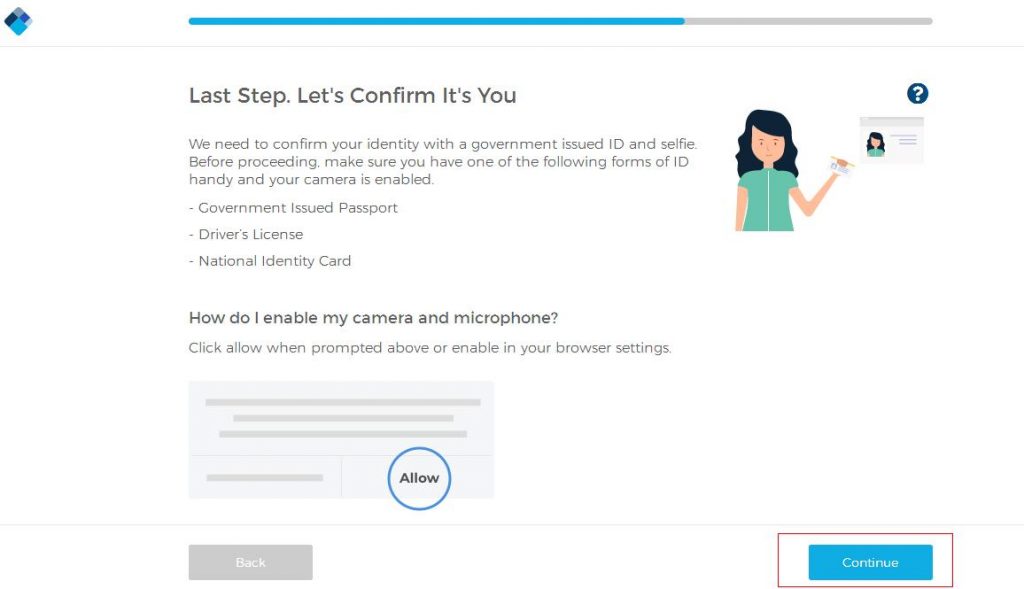 ?
Last Step. Let's Confirm It's You
We need to confirm your identity with a government issued ID and selfie.
Before proceeding, make sure you have one of the following forms of ID
handy and your camera is enabled.
- Government Issued Passport
- Driver's License
- National Identity Card
How do I enable my camera and microphone?
Click allow when prompted above or enable in your browser settings.
Allow
Back
Continue